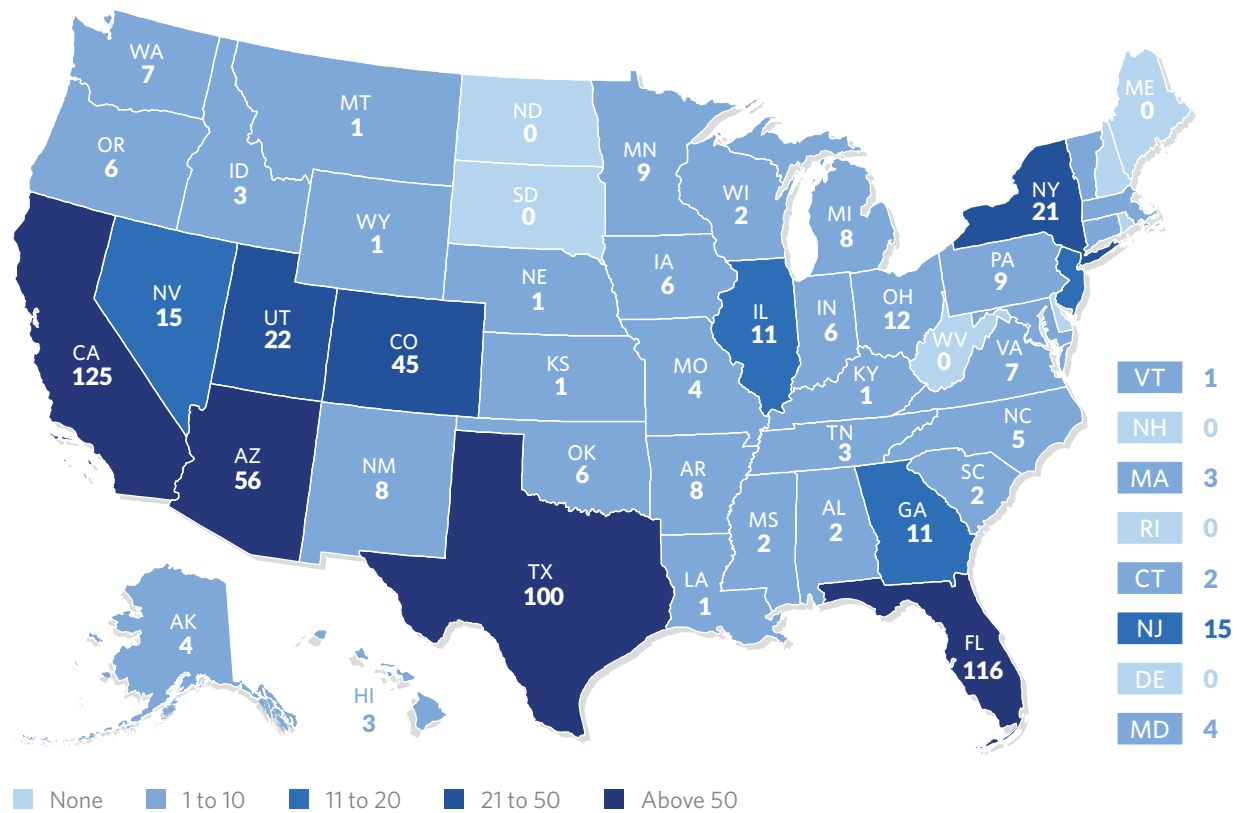 WA
7
OR
6
ID
3
MT
1
WY
1
ND
0
SD
0
NE
1
KS
1
MN
9
IA
6
MO
4
WI
2
MI
8
IL
11
IN
6
OH
12
KY
1
WV
0
VA
7
PA
9
NY
21
ME
0
CA
125
NV
15
UT
22
CO
45
AZ
56
NM
8
TX
100
OK
6
AR
8
LA
1
MS
2
AL
2
TN
3
NC
5
SC
2
GA
11
FL
116
AK
4
HI
3
VT 1
NH 0
MA 3
RI 0
CT 2
NJ 15
DE 0
MD 4
None 1 to 10 11 to 20 21 to 50 Above 50